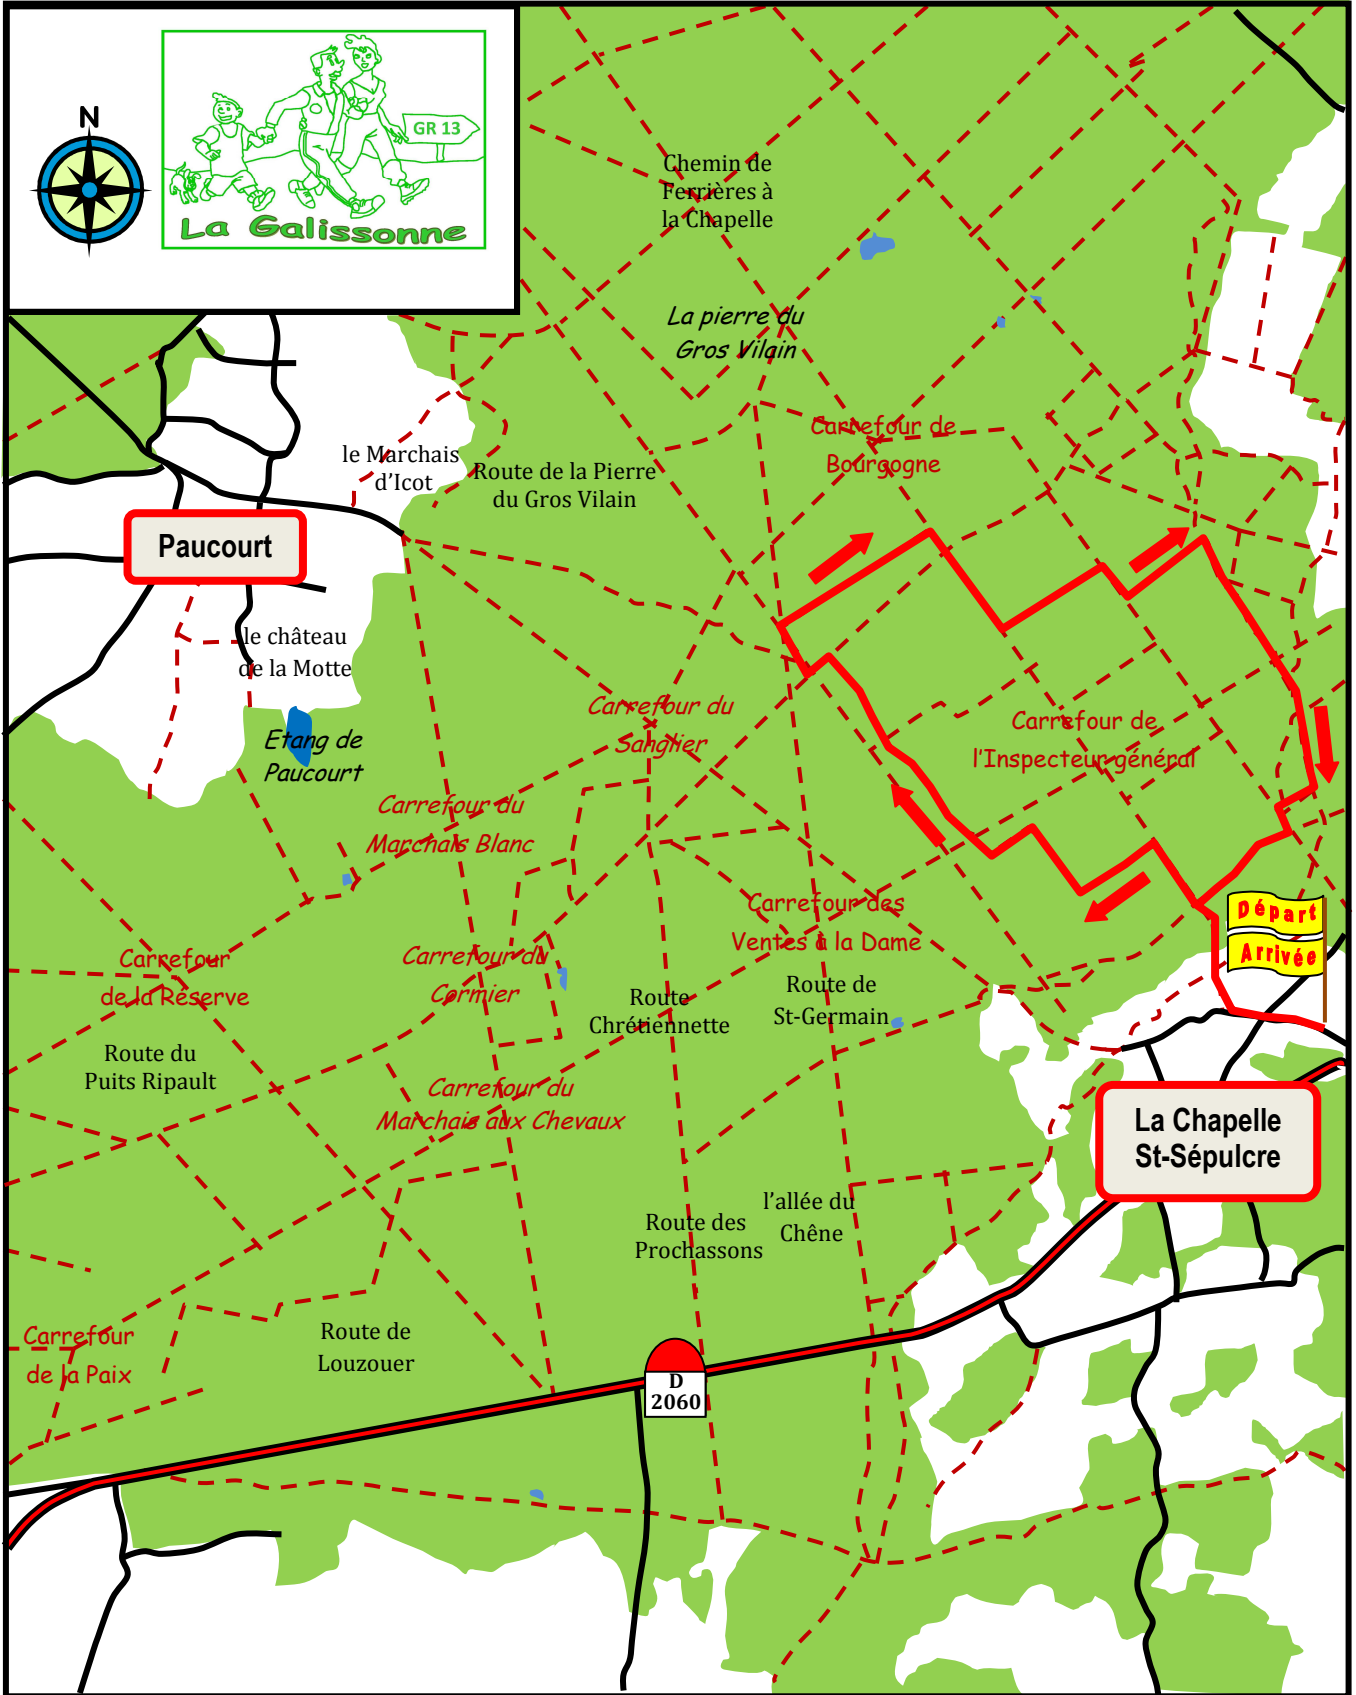 N
GR 13
La Galissonne
Chemin de
Ferrières à
la Chapelle
La pierre du
Gros Vilain
Carrefour de
Bourgogne
le Marchais
d'Icot
Route de la Pierre
du Gros Vilain
Paucourt
le château
de la Motte
Etang de
Paucourt
Carrefour du
Sanglier
Carrefour de
l'Inspecteur général
Carrefour du
Marchais Blanc
Carrefour des
Ventes à la Dame
Départ
Arrivée
Carrefour
de la Réserve
Carrefour du
Cormier
Route
Chrétiennette
Route de
St-Germain
Route du
Puits Ripault
Carrefour du
Marchais aux Chevaux
La Chapelle
St-Sépulcre
Route des
Prochassons
l'allée du
Chêne
Carrefour
de la Paix
Route de
Louzouer
D
2060